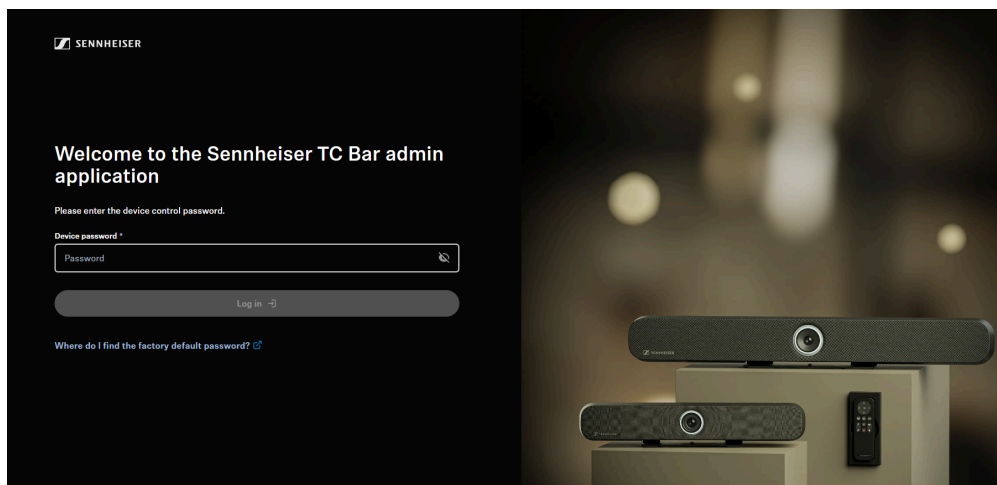 SENNHEISER
Welcome to the Sennheiser TC Bar admin
application
Please enter the device control password.
Device password *
Password
Log in
Where do I find the factory default password?
SENNHEISER